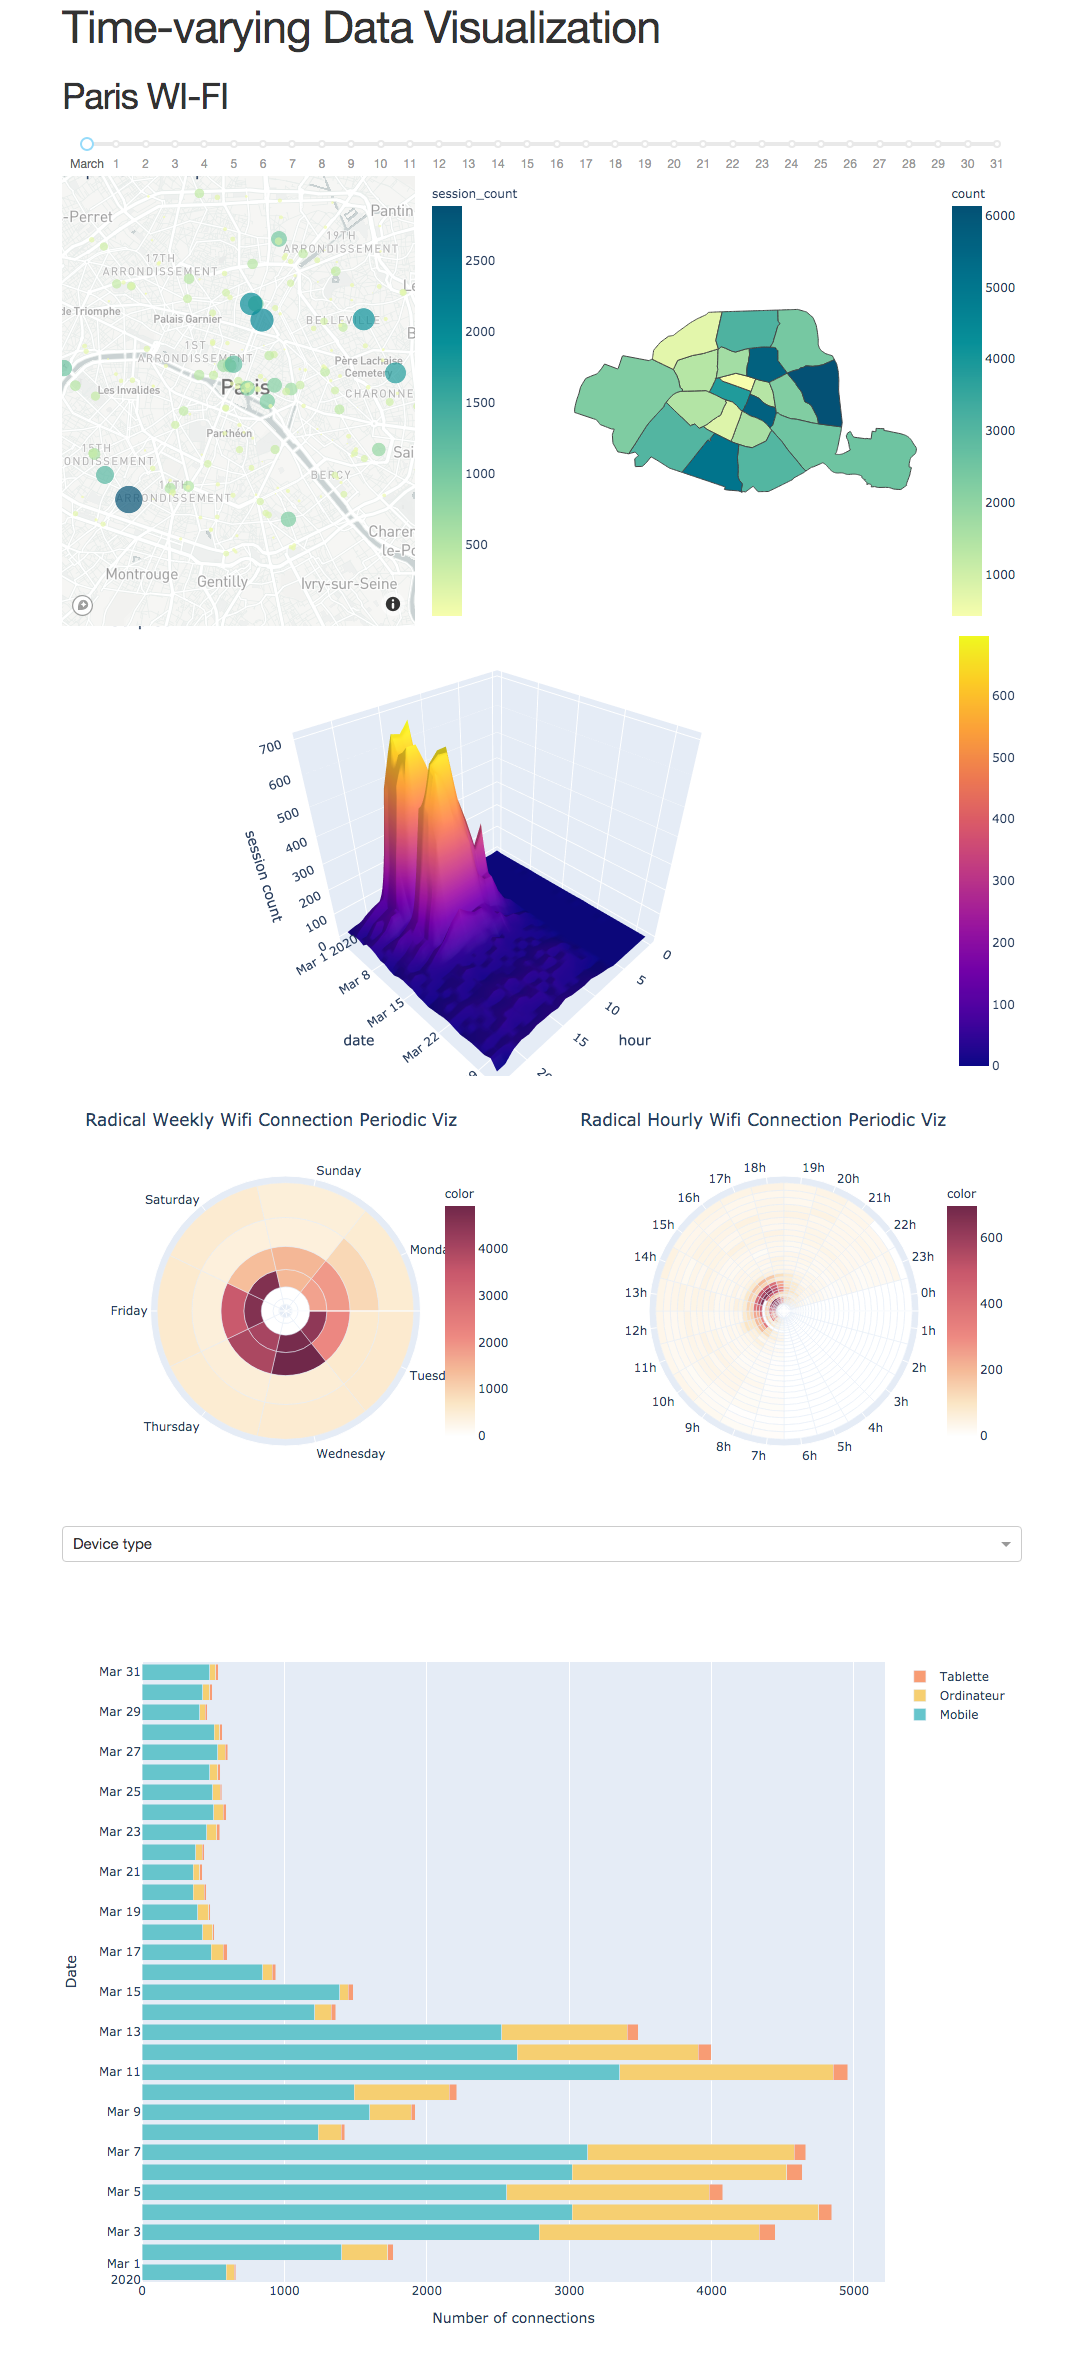 Time-varying Data Visualization
Paris WI-FI
March 1 2 3 4 5 6 7 8 9 10 11 12 13 14 15 16 17 18 19 20 21 22 23 24 25 26 27 28 29 30 31
session_count
2500
2000
1500
1000
500
-Perret
Pantin
19TH
ARRONDISSEMENT
17TH
ARRONDISSEMENT
Le
de Triomphe
Palais Garnier
BELLEVILLE
B
1ST
ARRONDISSEMENT
Père Lachaise
Cemetery
Les Invalides
Paris
CHARONNE
Panthéon
15TH
ONDISSEMENT
Sai
BERCY
14TH
ARRONDISSEMENT
Charen
le-Po
Montrouge
Gentilly
Ivry-sur-Seine
count
6000
5000
4000
3000
2000
1000
700
600
500
400
300
200
100
0
session count
Mar 1 2020
Mar 8
Mar 15
Mar 22
date
0
5
10
15
hour
600
500
400
300
200
100
0
Radical Weekly Wifi Connection Periodic Viz
Sunday
Saturday
Monda
Friday
Tuesd
Thursday
Wednesday
color
4000
3000
2000
1000
0
Radical Hourly Wifi Connection Periodic Viz
18h
19h
17h
20h
16h
21h
15h
22h
14h
23h
13h
0h
12h
1h
11h
2h
10h
3h
9h
4h
8h
5h
7h
6h
color
600
400
200
0
Device type
Mar 31
Mar 29
Mar 27
Mar 25
Mar 23
Mar 21
Mar 19
Mar 17
Mar 15
Mar 13
Mar 11
Mar 9
Mar 7
Mar 5
Mar 3
Mar 1
2020
Date
0 1000 2000 3000 4000 5000
Number of connections
Tablette
Ordinateur
Mobile